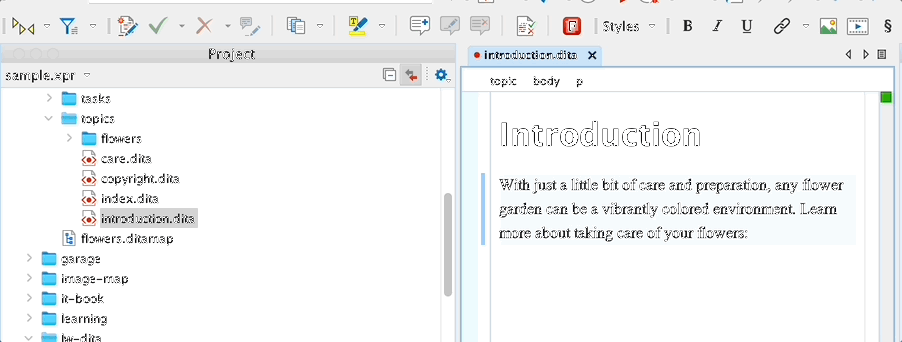 Styles B I U §
Project
sample.xpr
tasks
topics
flowers
care.dita
copyright.dita
index.dita
introduction.dita
flowers.ditamap
garage
image-map
it-book
learning
lw-dita
introduction.dita
topic body p
Introduction
With just a little bit of care and preparation, any flower
garden can be a vibrantly colored environment. Learn
more about taking care of your flowers: